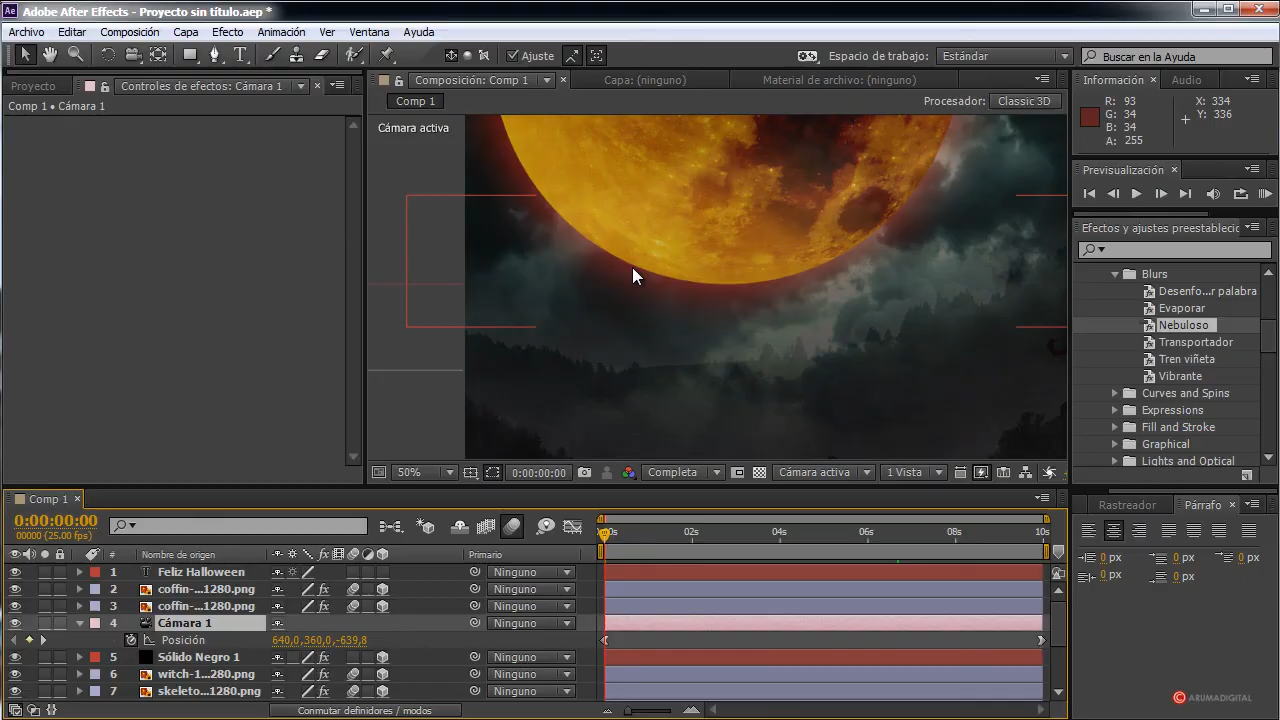 Adobe After Effects - Proyecto sin título.aep *
Archivo Editar Composición Capa Efecto Animación Ver Ventana Ayuda
Ajuste Espacio de trabajo: Estándar Buscar en la Ayuda
Proyecto Controles de efectos: Cámara 1
Comp 1 • Cámara 1
Composición: Comp 1 Capa: (ninguno) Material de archivo: (ninguno)
Comp 1 Procesador: Classic 3D
Cámara activa
Información Audio
R: 93 X: 334
G: 34 Y: 336
B: 34
A: 255
Previsualización
Efectos y ajustes preestablecic
Blurs
Desenfo...r palabra
Evaporar
Nebuloso
Transportador
Tren viñeta
Vibrante
Curves and Spins
Expressions
Fill and Stroke
Graphical
Lights and Optical
50% 0:00:00:00 Completa Cámara activa 1 Vista
Comp 1
0:00:00:00
00000 (25.00 fps)
02s 04s 06s 08s 10s
# Nombre de origen Primario
1 Feliz Halloween Ninguno
2 coffin-...1280.png Ninguno
3 coffin-...1280.png Ninguno
4 Cámara 1 Ninguno
Posición 640,0,360,0,-639,8
5 Sólido Negro 1 Ninguno
6 witch-1...280.png Ninguno
7 skeleto...1280.png Ninguno
Conmutar definidores / modos
Rastreador Párrafo
0 px 0 px 0 px
0 px 0 px
© ARUMADIGITAL